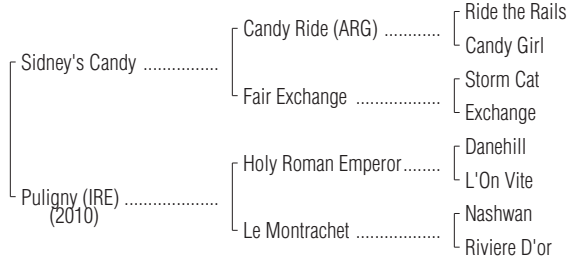 Ride the Rails
Candy Ride (ARG) ............
Candy Girl
Sidney's Candy ................
Storm Cat
Fair Exchange ..................
Exchange
Danehill
Holy Roman Emperor........
L'On Vite
Puligny (IRE) ....................
(2010)
Nashwan
Le Montrachet ..................
Riviere D'or